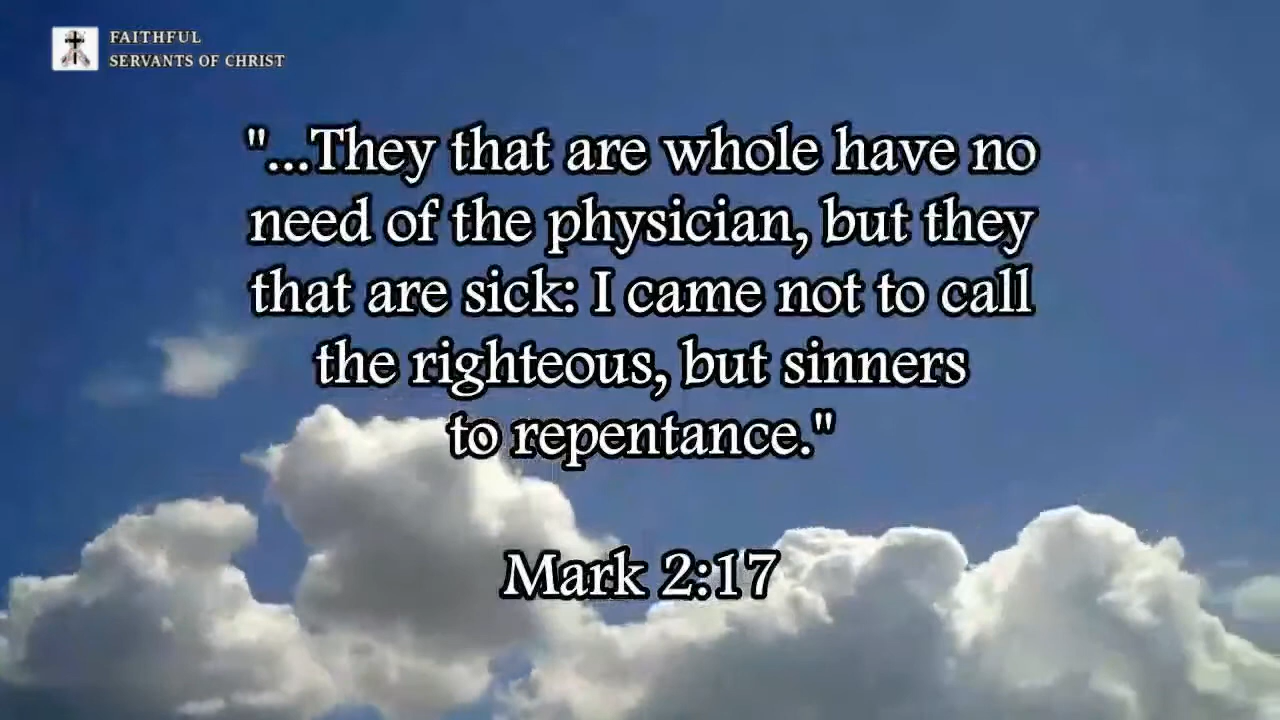 FAITHFUL
SERVANTS OF CHRIST
"...They that are whole have no
need of the physician, but they
that are sick: I came not to call
the righteous, but sinners
to repentance."
Mark 2:17